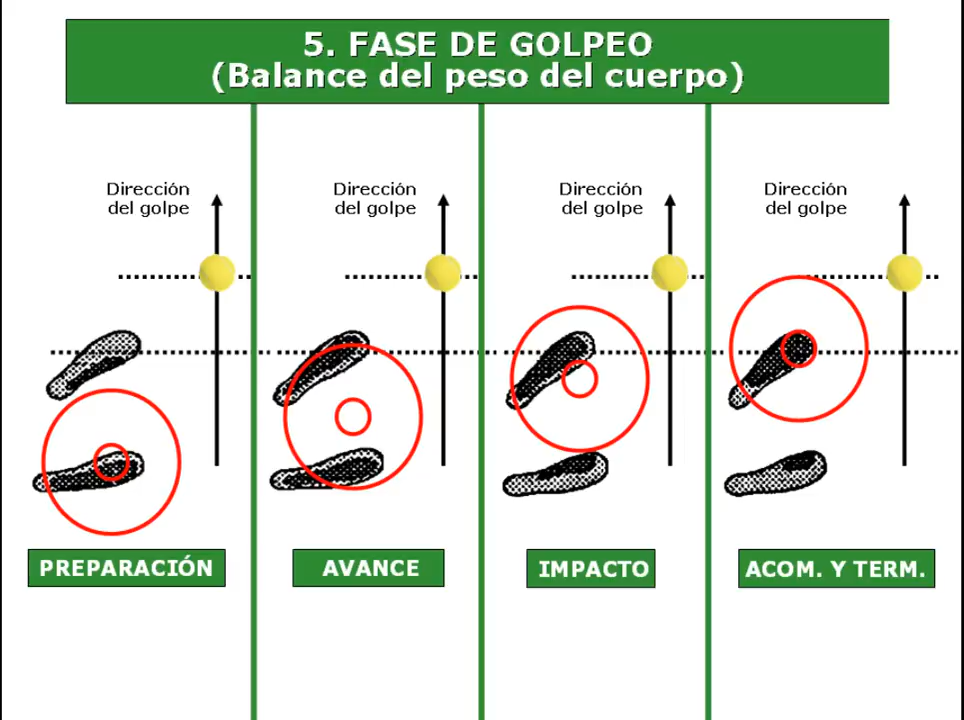 5. FASE DE GOLPEO
(Balance del peso del cuerpo)
Dirección
del golpe
Dirección
del golpe
Dirección
del golpe
Dirección
del golpe
PREPARACIÓN
AVANCE
IMPACTO
ACOM. Y TERM.